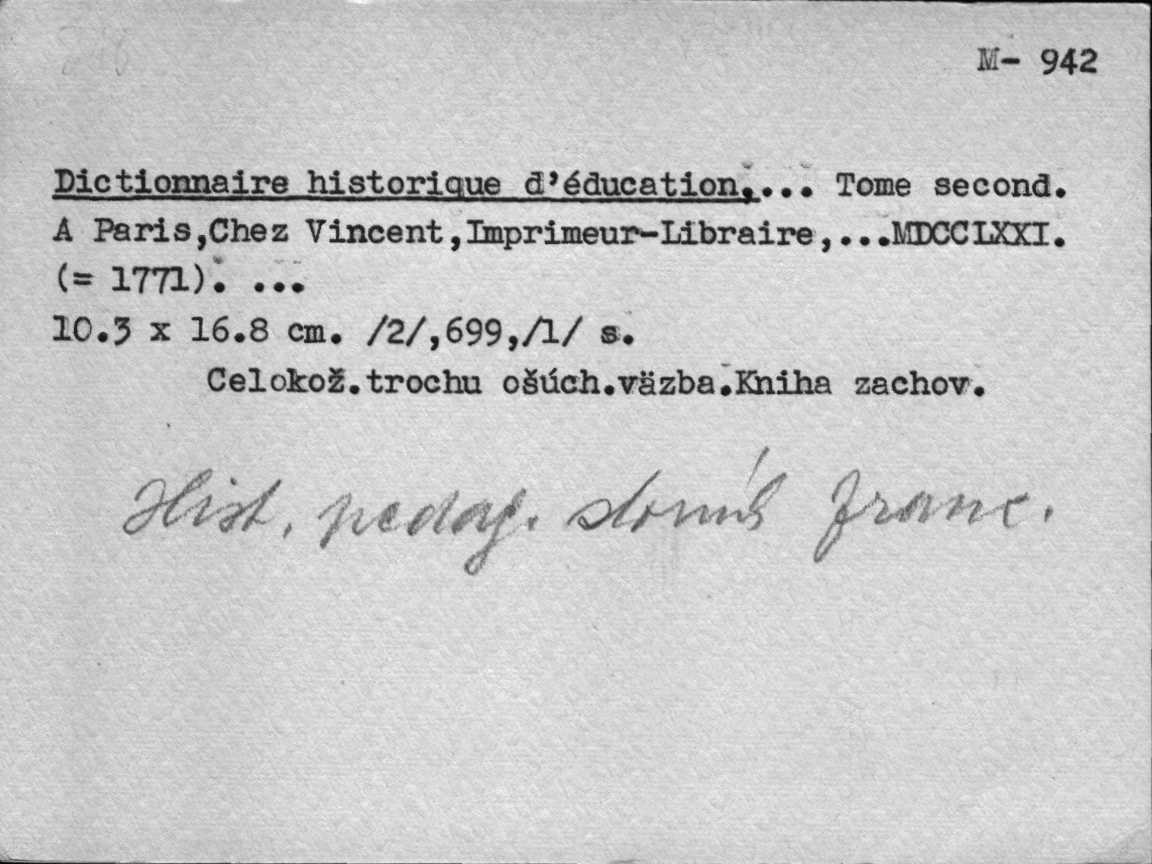 M- 942
Dictionnaire historique d'éducation,... Tome second.
A Paris,Chez Vincent,Imprimeur-Libraire,...MDCCLXXI.
(= 1771). ...
10.3 x 16.8 cm. /2/,699,/1/ s.
Celokož.trochu ošúch.väzba.Kniha zachov.
Hist. pedag. slovník franc.